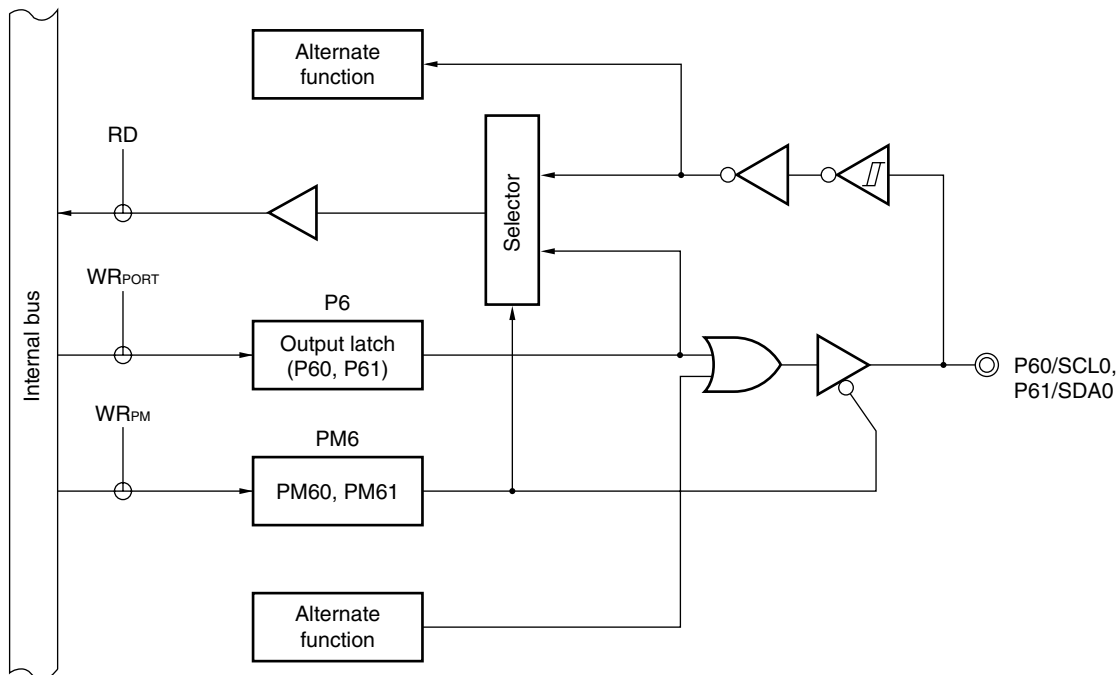 Alternate
function
RD
Selector
WRPORT
P6
Internal bus
Output latch
(P60, P61)
P60/SCL0,
P61/SDA0
WRPM
PM6
PM60, PM61
Alternate
function